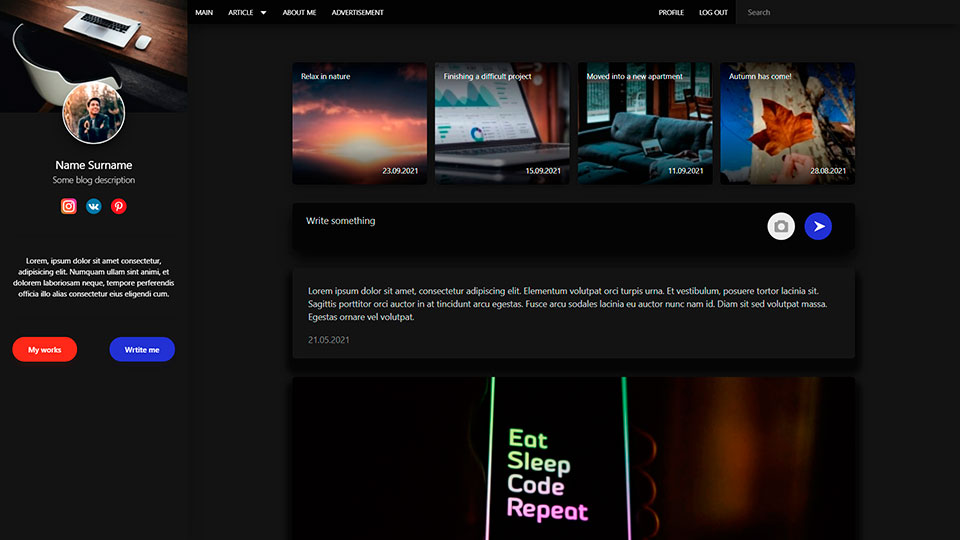 MAIN ARTICLE ABOUT ME ADVERTISEMENT PROFILE LOG OUT Search
Name Surname
Some blog description
Lorem, ipsum dolor sit amet consectetur,
adipisicing elit. Numquam ullam sint animi, et
dolorem laboriosam neque, tempore perferendis
officia illo alias consectetur eius eligendi cum.
My works Wrtite me
Relax in nature
23.09.2021
Finishing a difficult project
15.09.2021
Moved into a new apartment
11.09.2021
Autumn has come!
28.08.2021
Write something
Lorem ipsum dolor sit amet, consectetur adipiscing elit. Elementum volutpat orci turpis urna. Et vestibulum, posuere tortor lacinia sit.
Sagittis porttitor orci auctor in at tincidunt arcu egestas. Fusce arcu sodales lacinia eu auctor nunc nam id. Diam sit sed volutpat massa.
Egestas ornare vel volutpat.
21.05.2021
Eat
Sleep
Code
Repeat